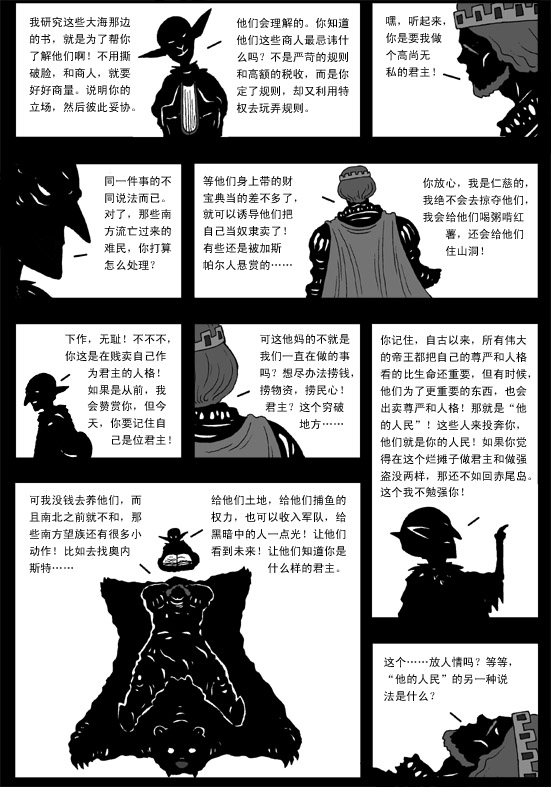 我研究这些大海那边
的书，就是为了帮你
了解他们啊！不用撕
破脸，和商人，就要
好好商量。说明你的
立场，然后彼此妥协。
他们会理解的。你知道
他们这些商人最忌讳什
么吗？不是严苛的规则
和高额的税收，而是你
定了规则，却又利用特
权去玩弄规则。
嘿，听起来，
你是要我做
个高尚无
私的君主！
同一件事的不
同说法而已。
对了，那些南
方流亡过来的
难民，你打算
怎么处理？
等他们身上带的财
宝典当的差不多了，
就可以诱导他们把
自己当奴隶卖了！
有些还是被加斯
帕尔人悬赏的……
你放心，我是仁慈的，
我绝不会去掠夺他们，
我会给他们喝粥啃红
薯，还会给他们
住山洞！
下作，无耻！不不不，
你这是在贱卖自己作
为君主的人格！
如果是从前，我
会赞赏你，但今
天，你要记住自
己是位君主！
可这他妈的不就是
我们一直在做的事
吗？想尽办法捞钱，
捞物资，捞民心！
君主？这个穷破
地方……
你记住，自古以来，所有伟大
的帝王都把自己的尊严和人格
看的比生命还重要，但有时候，
他们为了更重要的东西，也会
出卖尊严和人格！那就是“他
的人民”！这些人来投奔你，
他们就是你的人民！如果你觉
得在这个烂摊子做君主和做强
盗没两样，那还不如回赤尾岛。
这个我不勉强你！
可我没钱去养他们，而
且南北之前就不和，那
些南方望族还有很多小
动作！比如去找奥内
斯特……
给他们土地，给他们捕鱼的
权力，也可以收入军队，给
黑暗中的人一点光！让他们
看到未来！让他们知道你是
什么样的君主。
这个……放人情吗？等等，
“他的人民”的另一种说
法是什么？